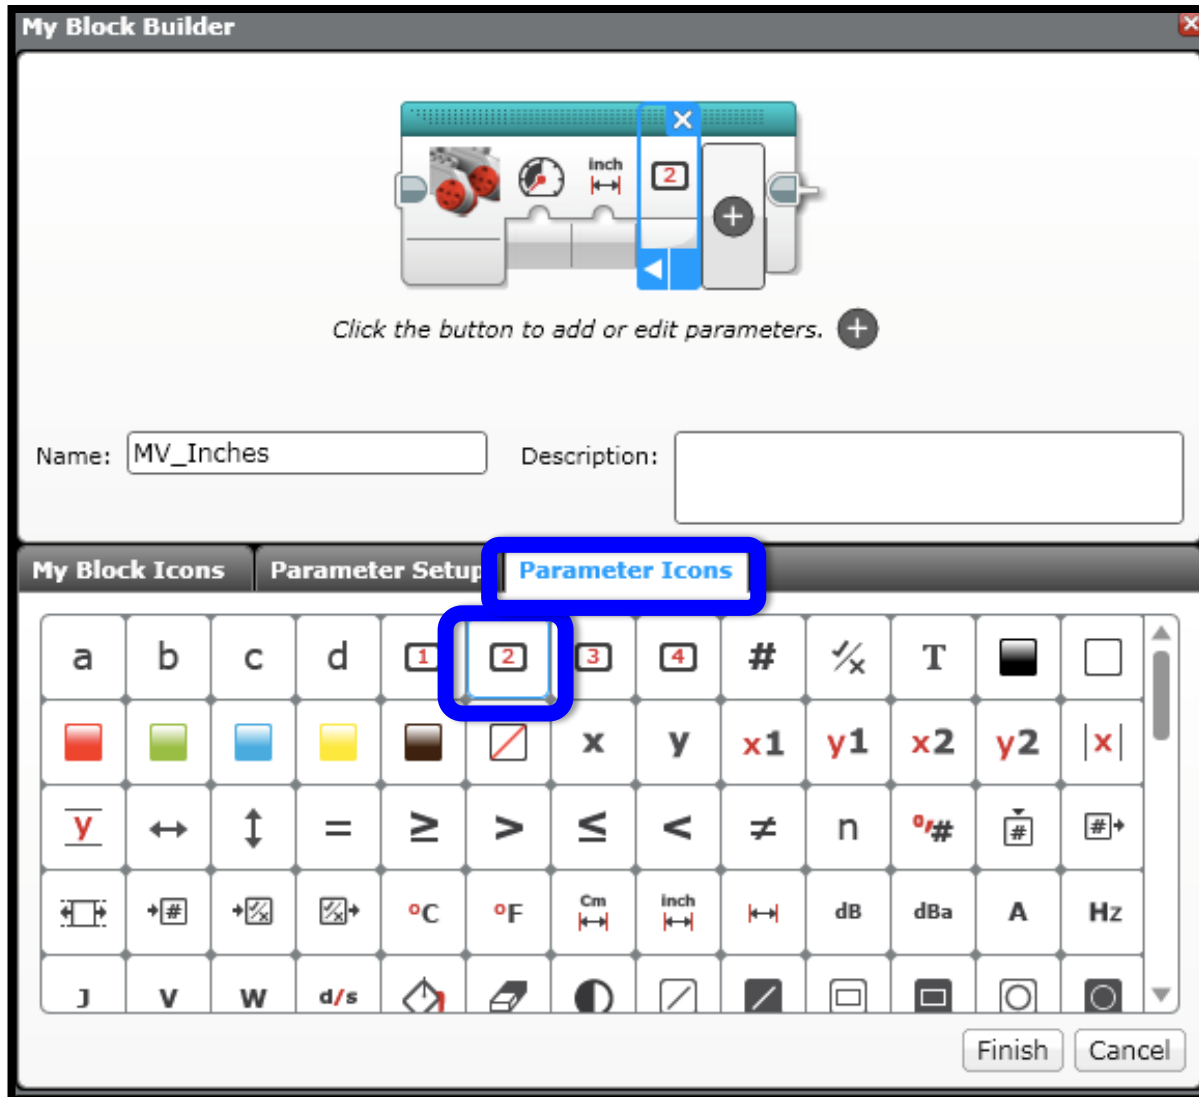 My Block Builder
inch
2
Click the button to add or edit parameters.
Name: MV_Inches Description:
My Block Icons Parameter Setup Parameter Icons
a b c d 1 2 3 4 # T
x y x1 y1 x2 y2 |x|
y = ≥ > ≤ < ≠ n °/# # #
# °C °F Cm inch dB dBa A Hz
J V W d/s
Finish Cancel